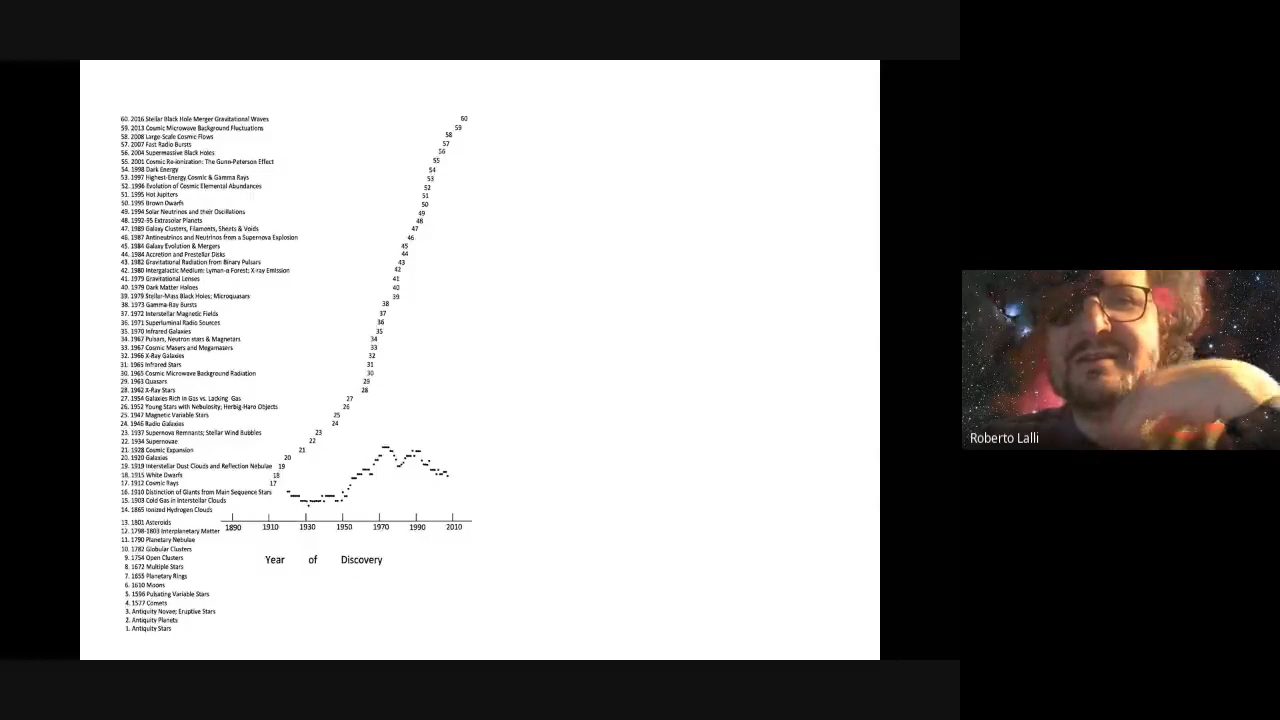 60. 2016 Stellar Black Hole Merger Gravitational Waves 60
59. 2013 Cosmic Microwave Background Fluctuations 59
58. 2008 Large-Scale Cosmic Flows 58
57. 2007 Fast Radio Bursts 57
56. 2004 Supermassive Black Holes 56
55. 2001 Cosmic Re-ionization: The Gunn-Peterson Effect 55
54. 1998 Dark Energy 54
53. 1997 Highest-Energy Cosmic & Gamma Rays 53
52. 1996 Evolution of Cosmic Elemental Abundances 52
51. 1995 Hot Jupiters 51
50. 1995 Brown Dwarfs 50
49. 1994 Solar Neutrinos and their Oscillations 49
48. 1992-95 Extrasolar Planets 48
47. 1989 Galaxy Clusters, Filaments, Sheets & Voids 47
46. 1987 Antineutrinos and Neutrinos from a Supernova Explosion 46
45. 1984 Galaxy Evolution & Mergers 45
44. 1984 Accretion and Prestellar Disks 44
43. 1982 Gravitational Radiation from Binary Pulsars 43
42. 1980 Intergalactic Medium: Lyman-α Forest; X-ray Emission 42
41. 1979 Gravitational Lenses 41
40. 1979 Dark Matter Haloes 40
39. 1979 Stellar-Mass Black Holes; Microquasars 39
38. 1973 Gamma-Ray Bursts 38
37. 1972 Interstellar Magnetic Fields 37
36. 1971 Superluminal Radio Sources 36
35. 1970 Infrared Galaxies 35
34. 1967 Pulsars, Neutron stars & Magnetars 34
33. 1967 Cosmic Masers and Megamasers 33
32. 1966 X-Ray Galaxies 32
31. 1965 Infrared Stars 31
30. 1965 Cosmic Microwave Background Radiation 30
29. 1963 Quasars 29
28. 1962 X-Ray Stars 28
27. 1954 Galaxies Rich in Gas vs. Lacking Gas 27
26. 1952 Young Stars with Nebulosity; Herbig-Haro Objects 26
25. 1947 Magnetic Variable Stars 25
24. 1946 Radio Galaxies 24
23. 1937 Supernova Remnants; Stellar Wind Bubbles 23
22. 1934 Supernovae 22
21. 1928 Cosmic Expansion 21
20. 1920 Galaxies 20
19. 1919 Interstellar Dust Clouds and Reflection Nebulae 19
18. 1915 White Dwarfs 18
17. 1912 Cosmic Rays 17
16. 1910 Distinction of Giants from Main Sequence Stars
15. 1903 Cold Gas in Interstellar Clouds
14. 1865 Ionized Hydrogen Clouds
13. 1801 Asteroids
12. 1798-1803 Interplanetary Matter
11. 1790 Planetary Nebulae
10. 1782 Globular Clusters
9. 1754 Open Clusters
8. 1672 Multiple Stars
7. 1655 Planetary Rings
6. 1610 Moons
5. 1596 Pulsating Variable Stars
4. 1577 Comets
3. Antiquity Novae; Eruptive Stars
2. Antiquity Planets
1. Antiquity Stars
1890 1910 1930 1950 1970 1990 2010
Year of Discovery
Roberto Lalli